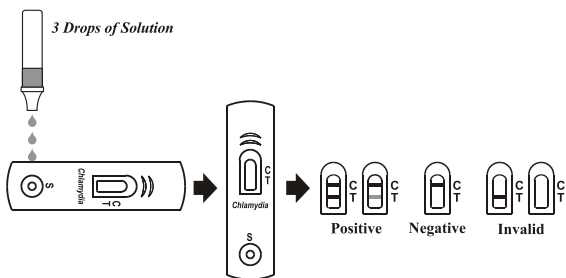 3 Drops of Solution
S
Chlamydia
C
T
C
T
Chlamydia
S
C
T
C
T
C
T
C
T
C
T
Positive
Negative
Invalid